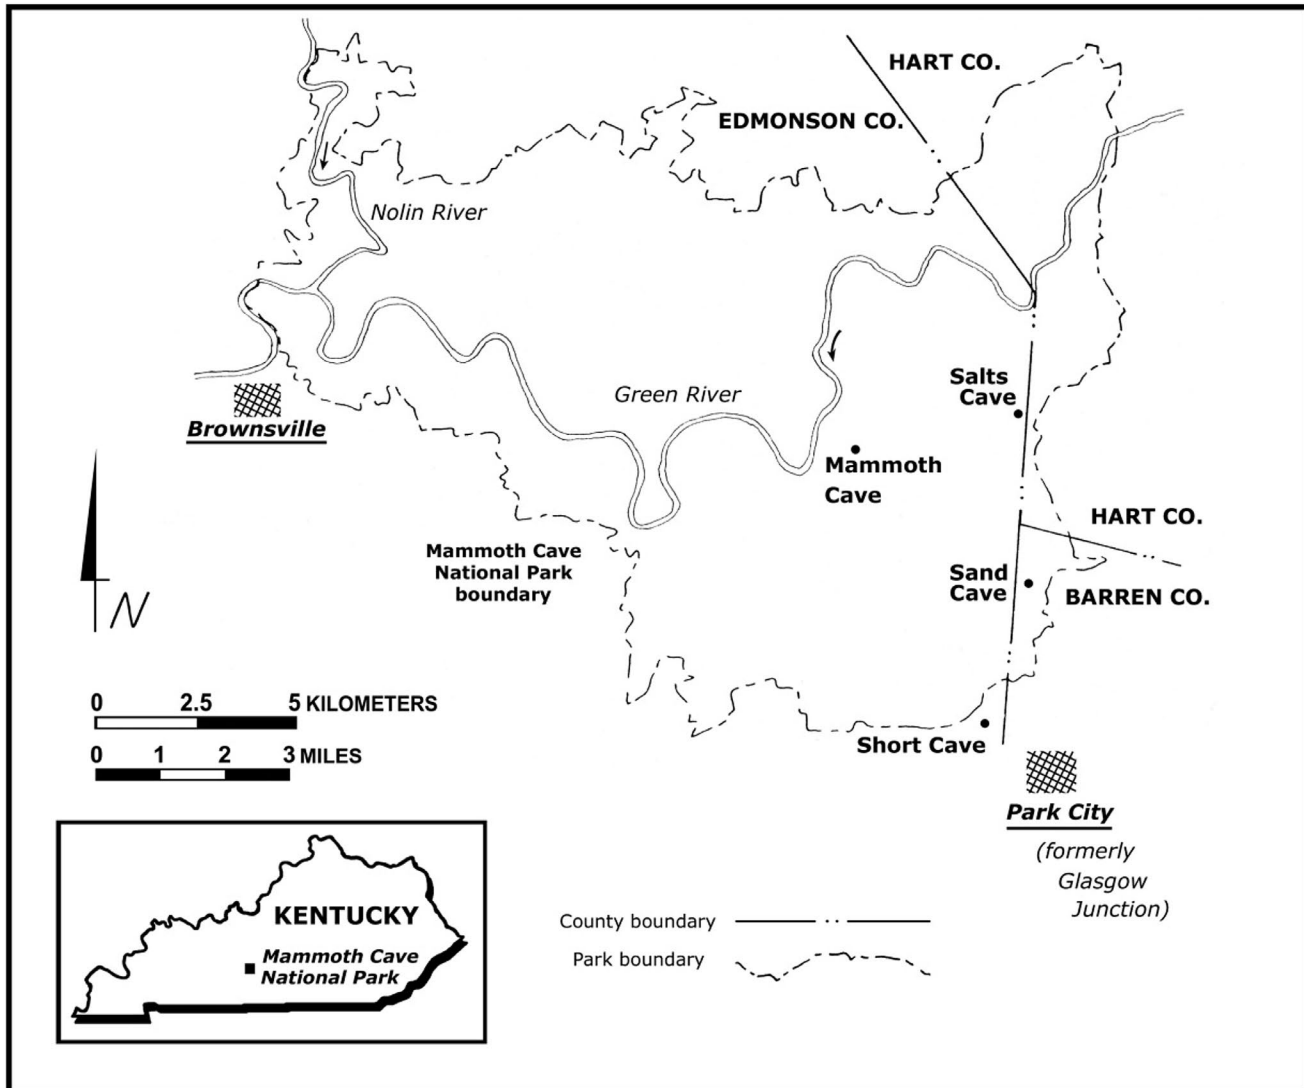 HART CO.
EDMONSON CO.
Nolin River
Salts
Cave
Green River
Brownsville
Mammoth
Cave
HART CO.
Mammoth Cave
National Park
boundary
Sand
Cave
BARREN CO.
N
0 2.5 5 KILOMETERS
0 1 2 3 MILES
Short Cave
Park City
(formerly
Glasgow
Junction)
KENTUCKY
Mammoth Cave
National Park
County boundary
Park boundary